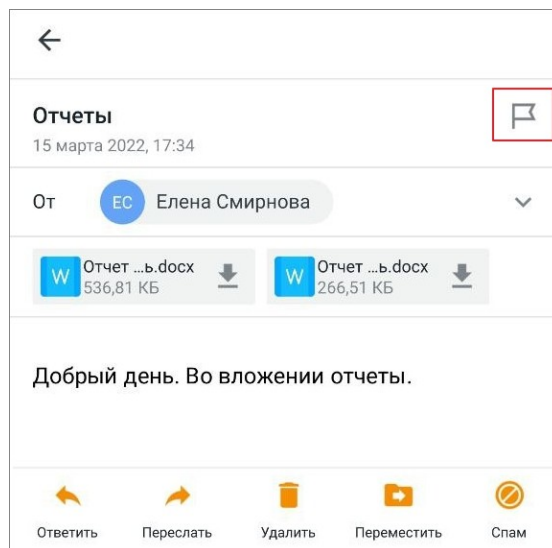 Отчеты
15 марта 2022, 17:34
От ЕС Елена Смирнова
W Отчет ...ь.docx W Отчет ...ь.docx
536,81 КБ 266,51 КБ
Добрый день. Во вложении отчеты.
Ответить Переслать Удалить Переместить Спам